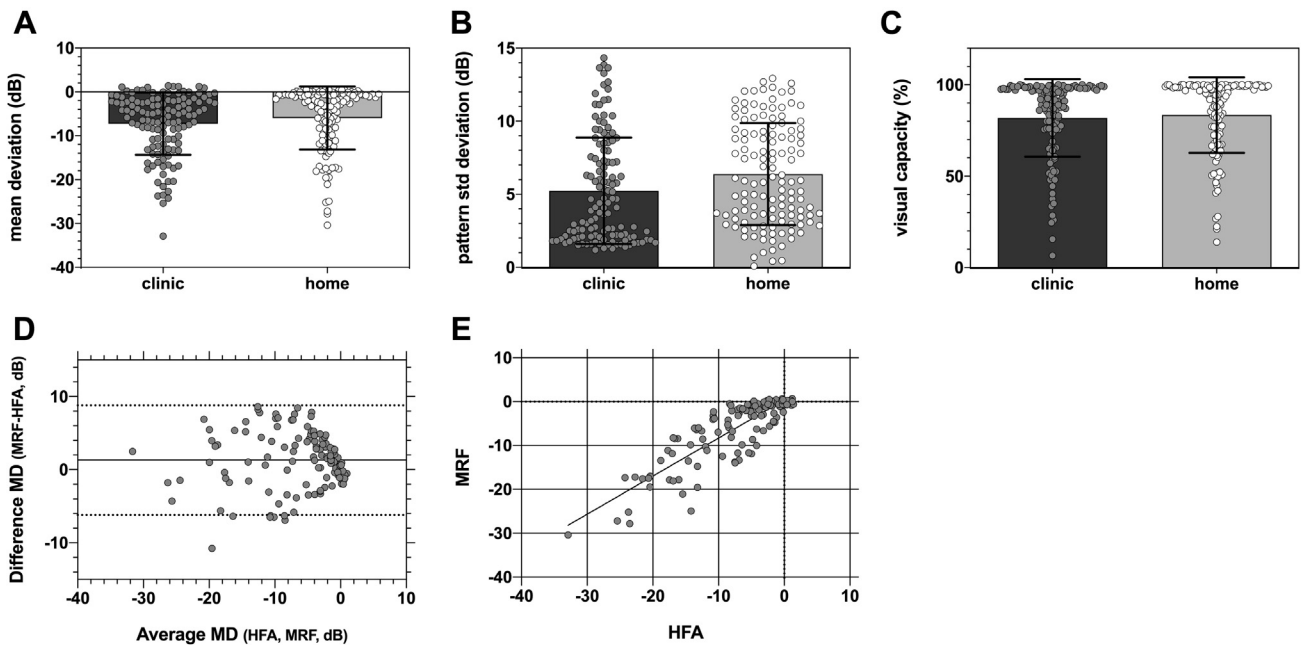 A
mean deviation (dB)
10
0
-10
-20
-30
-40
clinic
home
B
pattern std deviation (dB)
15
10
5
0
clinic
home
C
visual capacity (%)
100
50
0
clinic
home
D
Difference MD (MRF-HFA, dB)
10
0
-10
-40
-30
-20
-10
0
10
Average MD (HFA, MRF, dB)
E
MRF
10
0
-10
-20
-30
-40
-40
-30
-20
-10
0
10
HFA